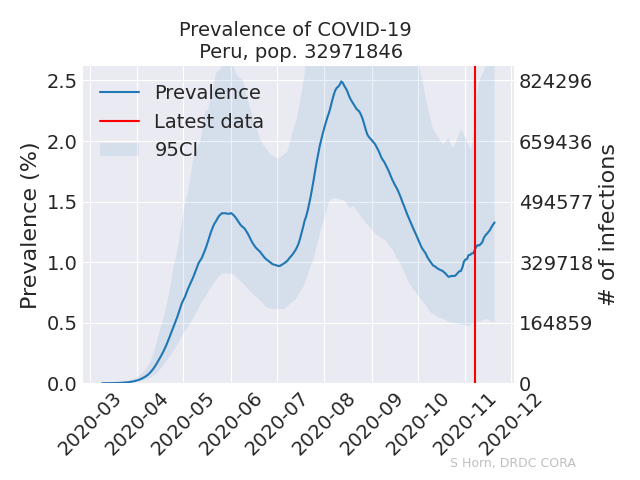 Prevalence of COVID-19
Peru, pop. 32971846
Prevalence (%)
2.5
2.0
1.5
1.0
0.5
0.0
Prevalence
Latest data
95CI
824296
659436
494577
329718
164859
0
# of infections
2020-03
2020-04
2020-05
2020-06
2020-07
2020-08
2020-09
2020-10
2020-11
2020-12
S Horn, DRDC CORA